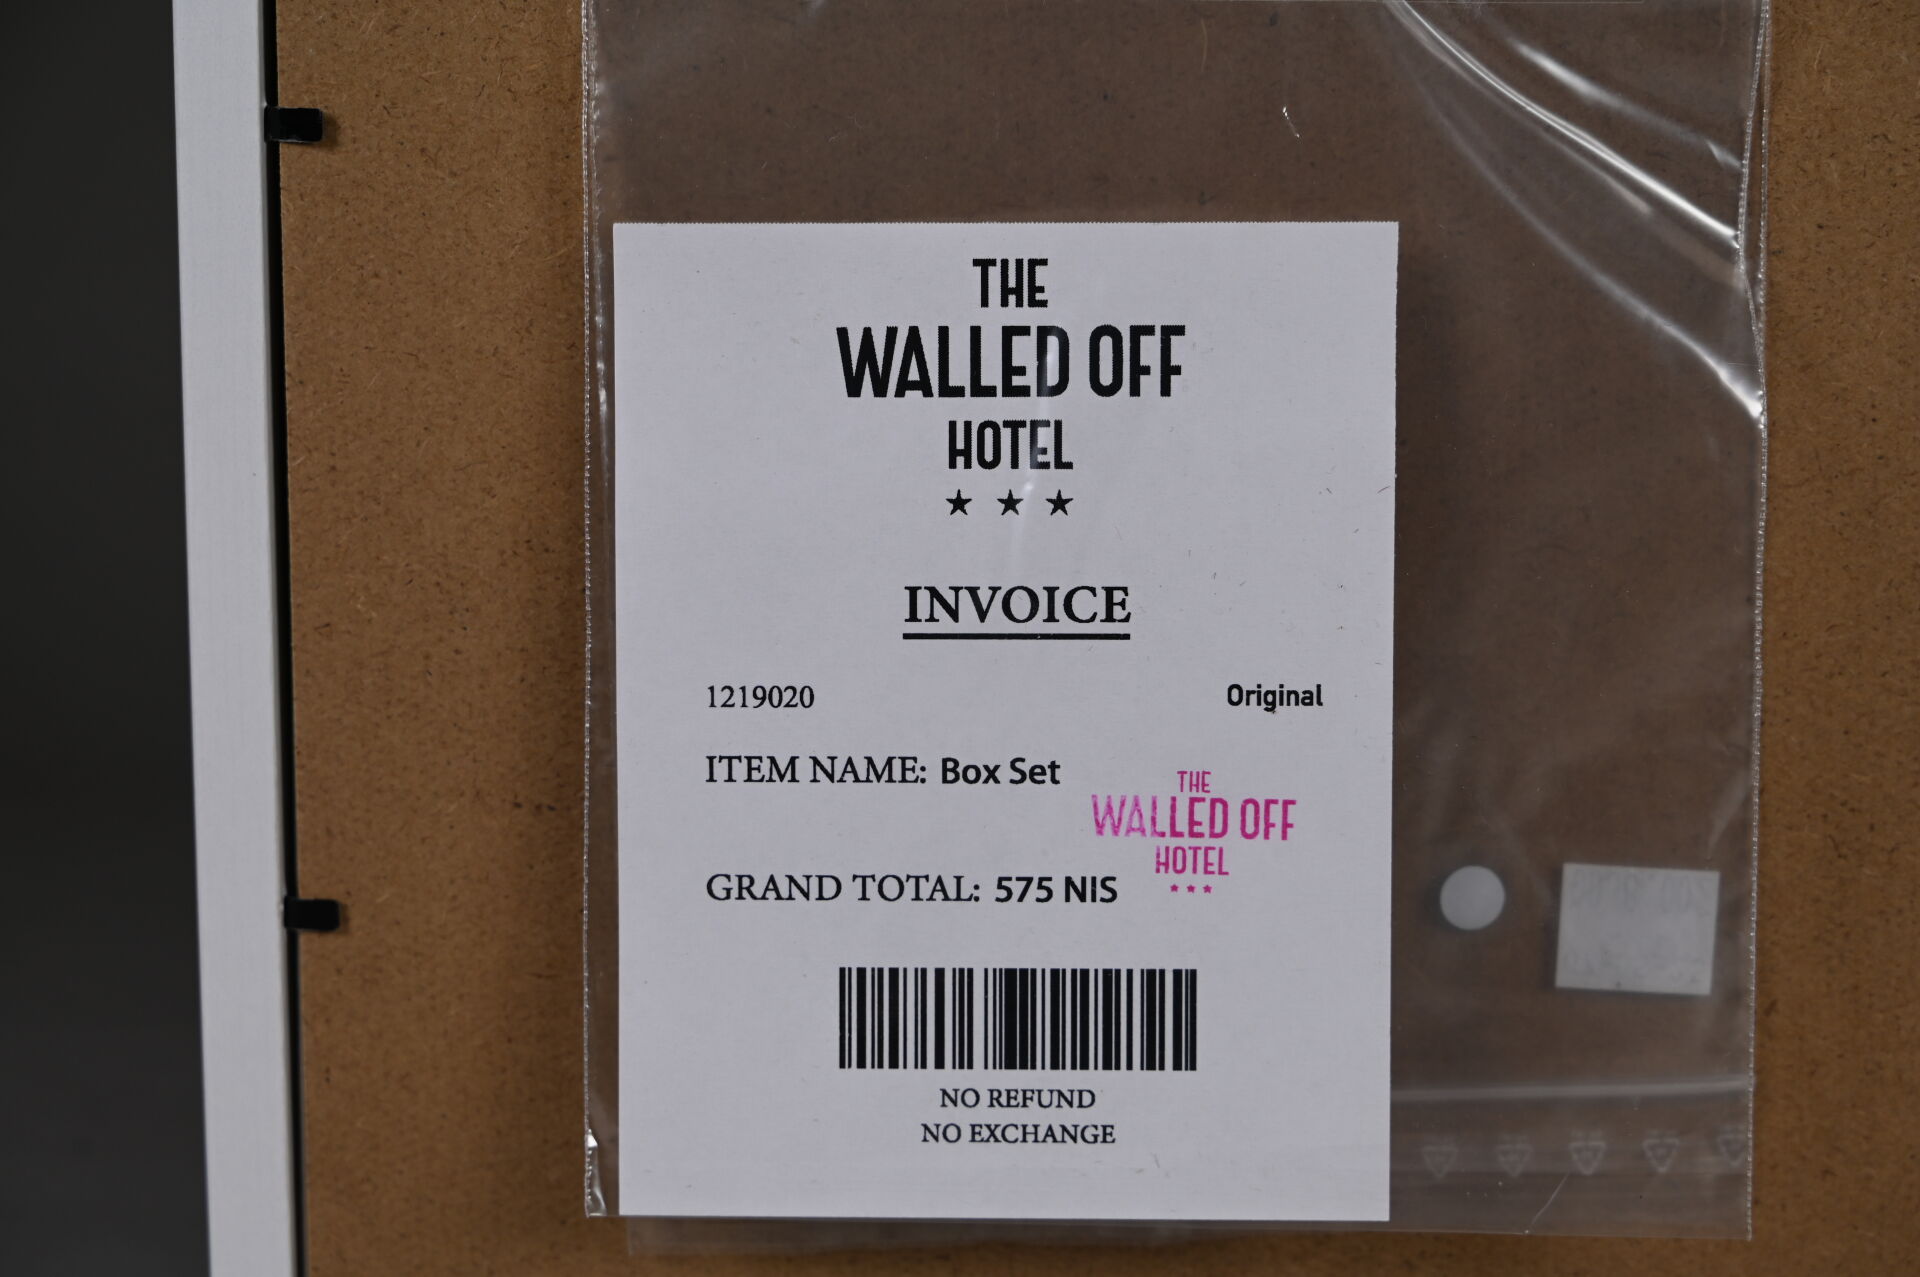 THE
WALLED OFF
HOTEL
★ ★ ★
INVOICE
1219020 Original
ITEM NAME: Box Set
THE
WALLED OFF
HOTEL
★ ★ ★
GRAND TOTAL: 575 NIS
NO REFUND
NO EXCHANGE